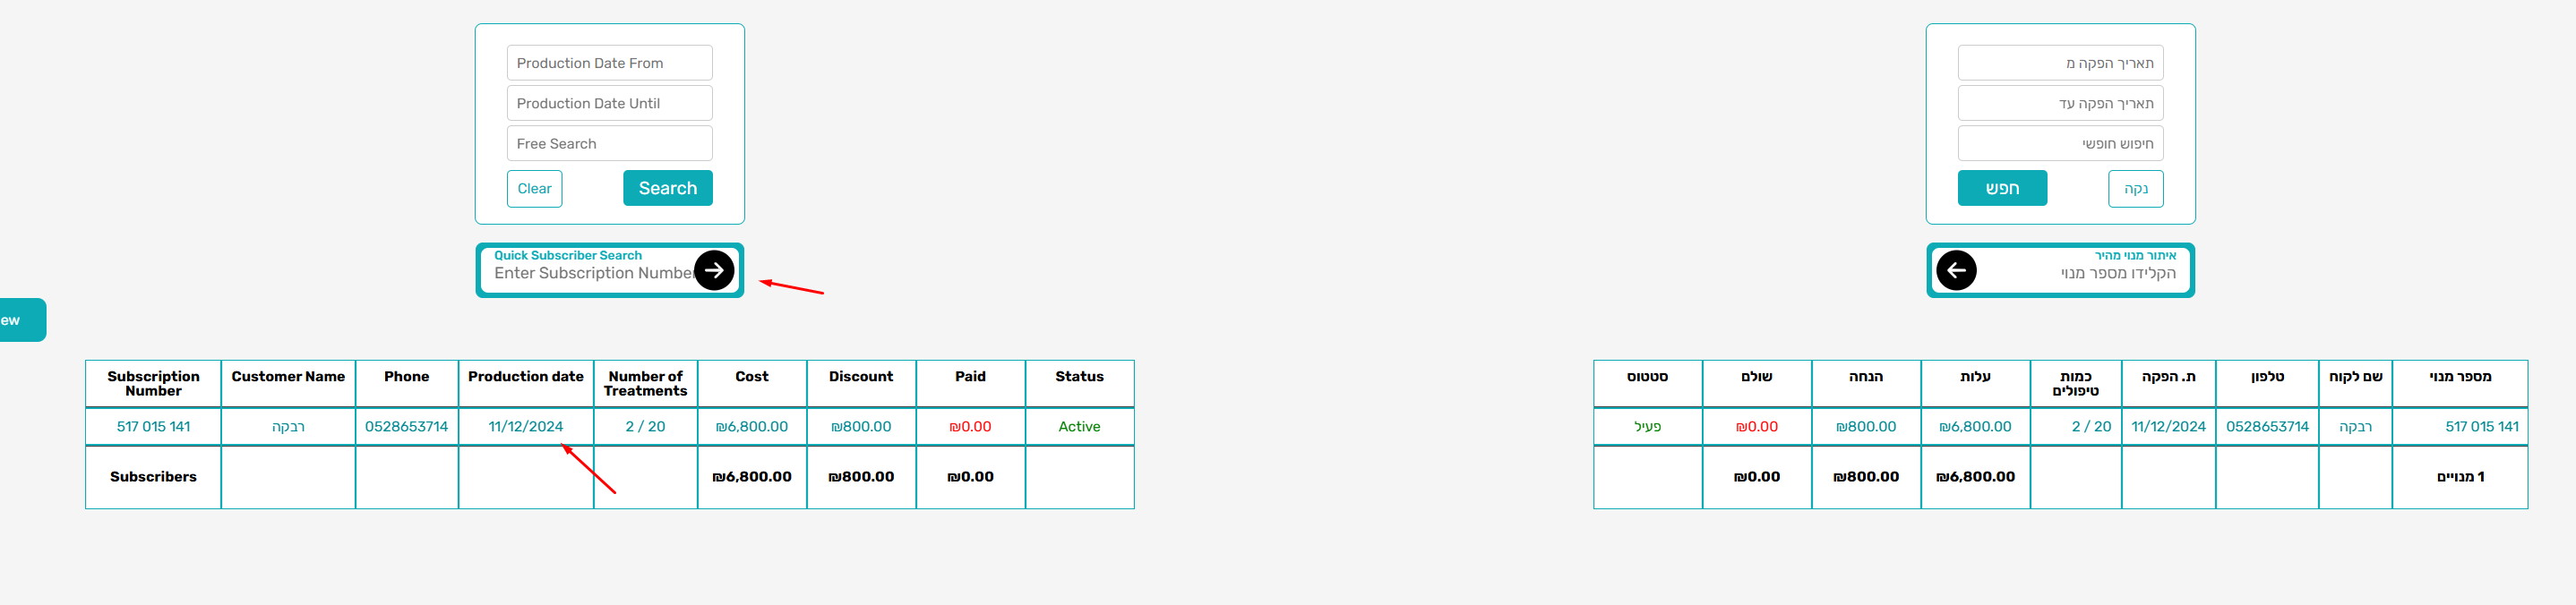 Production Date From
Production Date Until
Free Search
Clear Search
Quick Subscriber Search
Enter Subscription Number
ew
Subscription Number Customer Name Phone Production date Number of Treatments Cost Discount Paid Status
517 015 141 רבקה 0528653714 11/12/2024 2 / 20 ₪6,800.00 ₪800.00 ₪0.00 Active
Subscribers ₪6,800.00 ₪800.00 ₪0.00
תאריך הפקה מ
תאריך הפקה עד
חיפוש חופשי
נקה חפש
איתור מנוי מהיר
הקלידו מספר מנוי
מספר מנוי שם לקוח טלפון ת. הפקה כמות טיפולים עלות הנחה שולם סטטוס
517 015 141 רבקה 0528653714 11/12/2024 2 / 20 ₪6,800.00 ₪800.00 ₪0.00 פעיל
1 מנויים ₪6,800.00 ₪800.00 ₪0.00